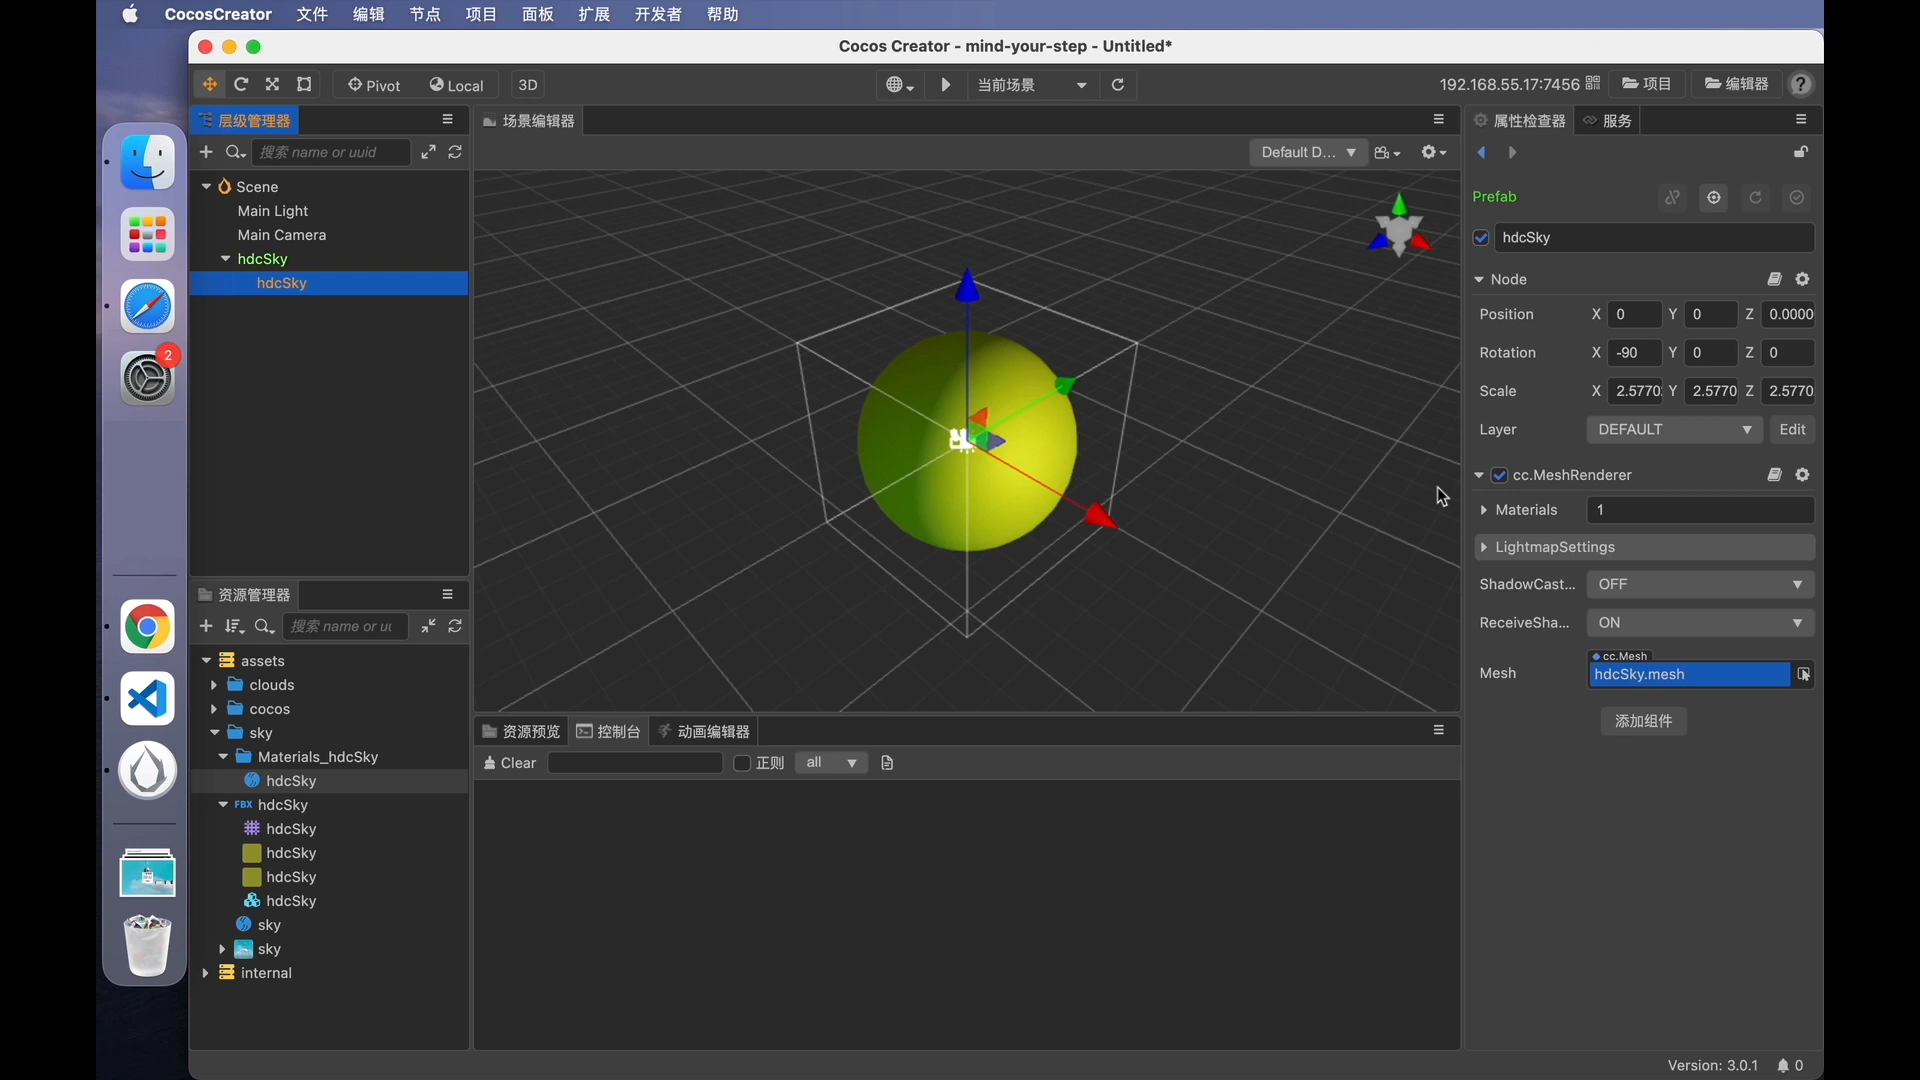 CocosCreator 文件 编辑 节点 项目 面板 扩展 开发者 帮助
Cocos Creator - mind-your-step - Untitled*
Pivot Local 3D 当前场景 192.168.55.17:7456 项目 编辑器 ?
层级管理器
搜索 name or uuid
Scene
Main Light
Main Camera
hdcSky
hdcSky
场景编辑器
Default D...
属性检查器 服务
Prefab
hdcSky
Node
Position X 0 Y 0 Z 0.0000
Rotation X -90 Y 0 Z 0
Scale X 2.5770 Y 2.5770 Z 2.5770
Layer DEFAULT Edit
cc.MeshRenderer
Materials 1
LightmapSettings
ShadowCast... OFF
ReceiveSha... ON
cc.Mesh
Mesh hdcSky.mesh
添加组件
2
资源管理器
搜索 name or uu
assets
clouds
cocos
sky
Materials_hdcSky
hdcSky
FBX hdcSky
hdcSky
hdcSky
hdcSky
hdcSky
sky
sky
internal
资源预览 控制台 动画编辑器
Clear 正则 all
Version: 3.0.1 0